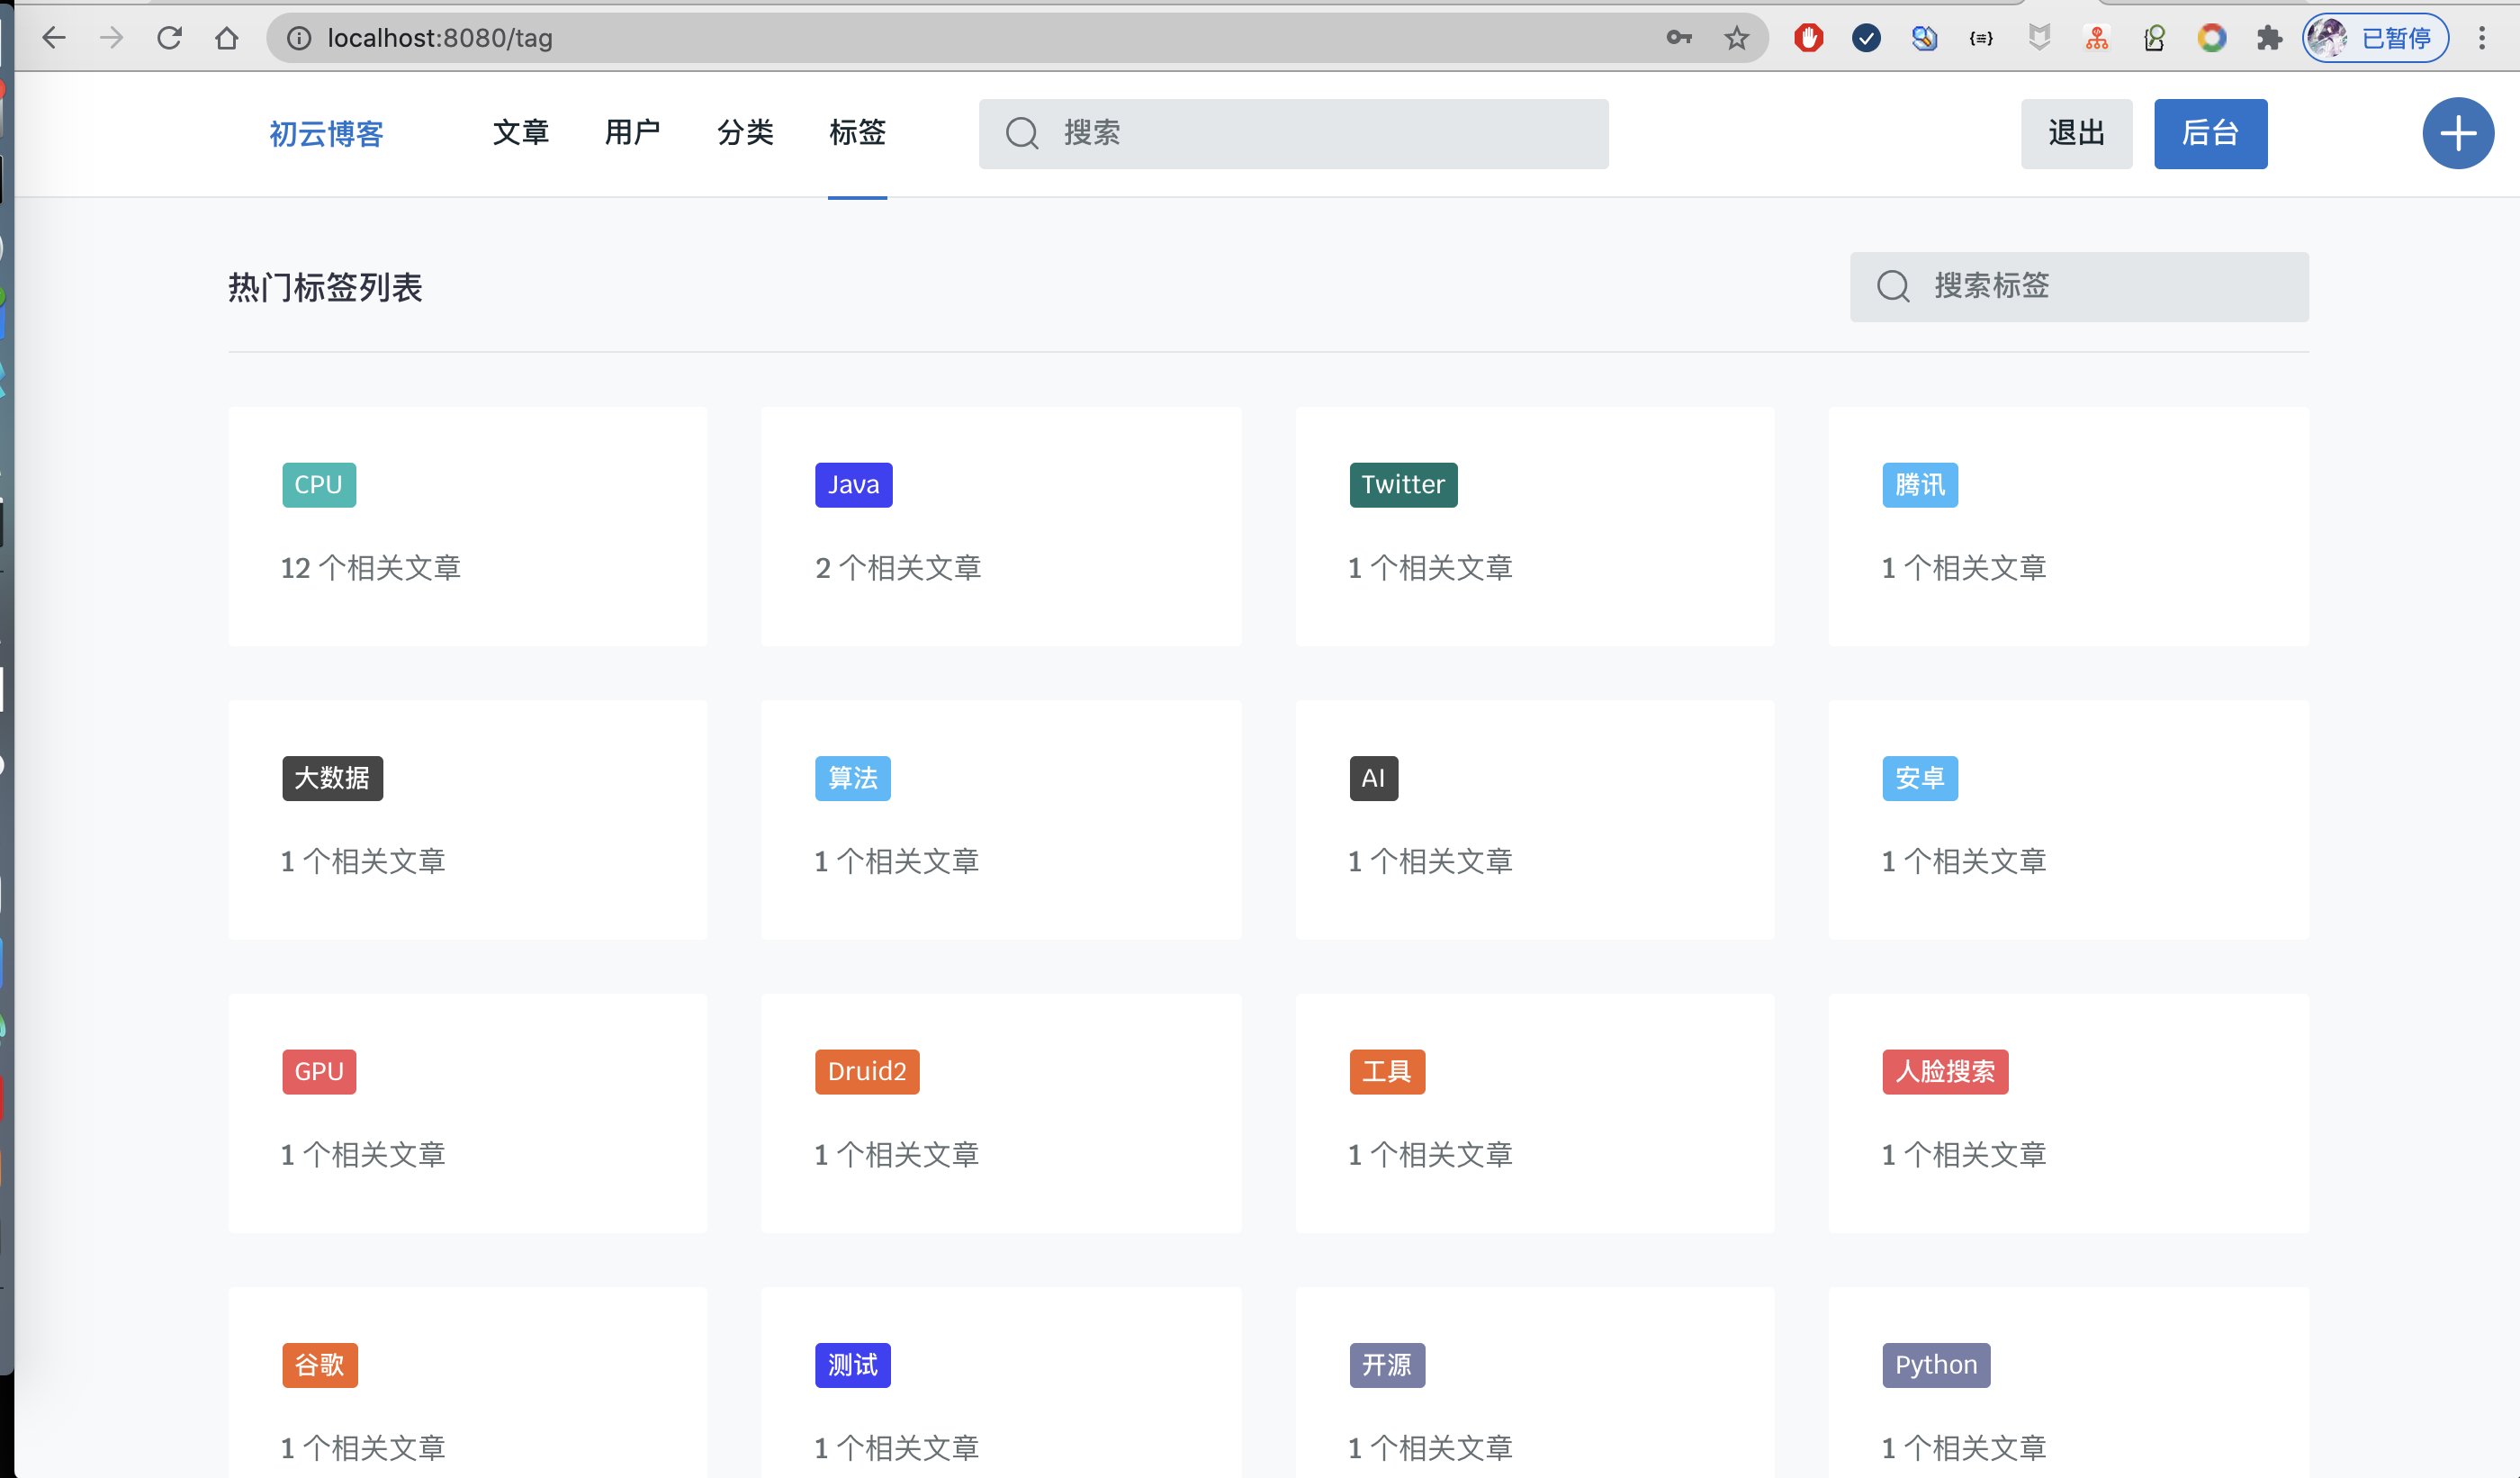 localhost:8080/tag
已暂停
初云博客 文章 用户 分类 标签 搜索 退出 后台
热门标签列表 搜索标签
CPU Java Twitter 腾讯
12 个相关文章 2 个相关文章 1 个相关文章 1 个相关文章
大数据 算法 AI 安卓
1 个相关文章 1 个相关文章 1 个相关文章 1 个相关文章
GPU Druid2 工具 人脸搜索
1 个相关文章 1 个相关文章 1 个相关文章 1 个相关文章
谷歌 测试 开源 Python
1 个相关文章 1 个相关文章 1 个相关文章 1 个相关文章